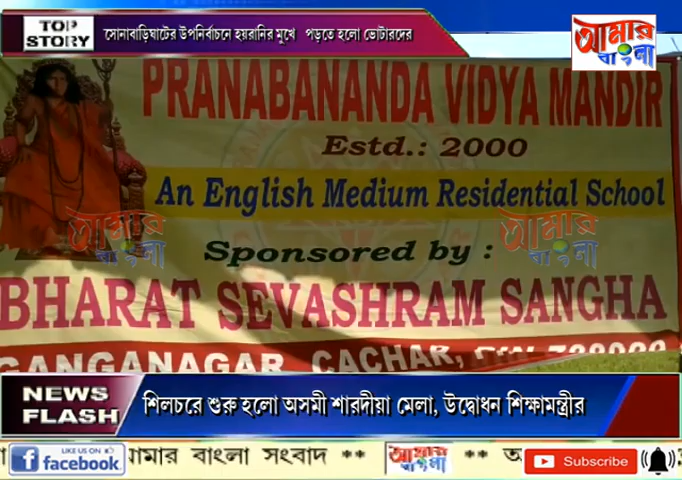 TOP STORY
সোনাবাড়িঘাটের উপনির্বাচনে হয়রানির মুখে পড়তে হলো ভোটারদের
আমার বাংলা
PRANABANANDA VIDYA MANDIR
Estd.: 2000
An English Medium Residential School
আমার বাংলা
আমার বাংলা
Sponsored by :
BHARAT SEVASHRAM SANGHA
GANGANAGAR, CACHAR,
NEWS FLASH
শিলচরে শুরু হলো অসমী শারদীয়া মেলা, উদ্বোধন শিক্ষামন্ত্রীর
LIKE US ON
facebook
আমার বাংলা সংবাদ ** আমার বাংলা **
Subscribe